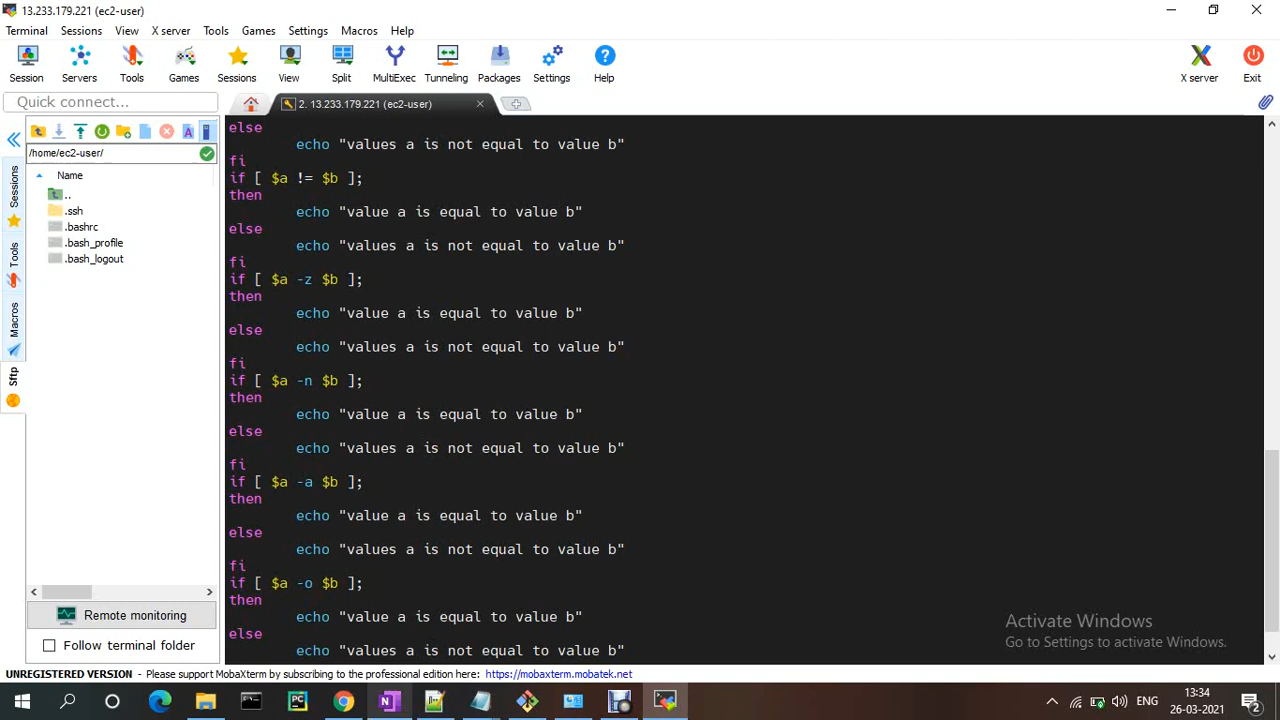 13.233.179.221 (ec2-user)
Terminal Sessions View X server Tools Games Settings Macros Help
Session Servers Tools Games Sessions View Split MultiExec Tunneling Packages Settings Help X server Exit
Quick connect...
2. 13.233.179.221 (ec2-user)
/home/ec2-user/
Name
..
.ssh
.bashrc
.bash_profile
.bash_logout
Sessions
Tools
Macros
Sftp
else
echo "values a is not equal to value b"
fi
if [ $a != $b ];
then
echo "value a is equal to value b"
else
echo "values a is not equal to value b"
fi
if [ $a -z $b ];
then
echo "value a is equal to value b"
else
echo "values a is not equal to value b"
fi
if [ $a -n $b ];
then
echo "value a is equal to value b"
else
echo "values a is not equal to value b"
fi
if [ $a -a $b ];
then
echo "value a is equal to value b"
else
echo "values a is not equal to value b"
fi
if [ $a -o $b ];
then
echo "value a is equal to value b"
else
echo "values a is not equal to value b"
Remote monitoring
Follow terminal folder
Activate Windows
Go to Settings to activate Windows.
UNREGISTERED VERSION - Please support MobaXterm by subscribing to the professional edition here: https://mobaxterm.mobatek.net
PC
ENG
13:34
26-03-2021
2